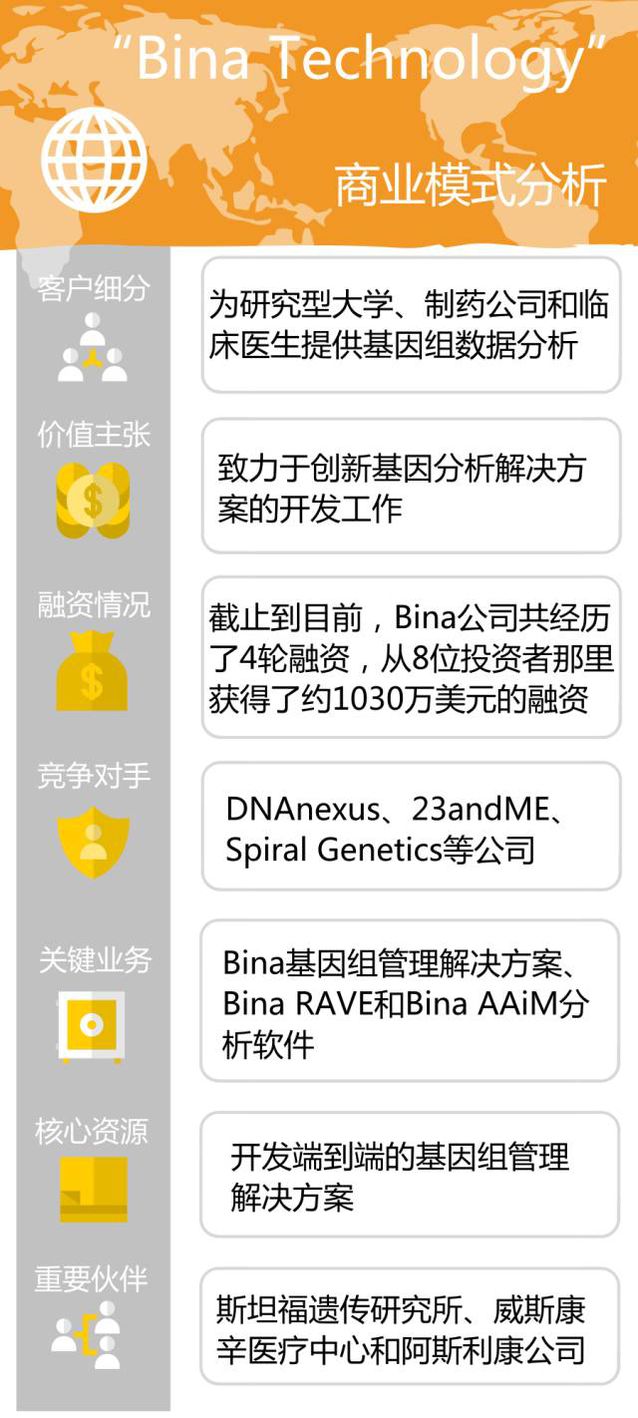 “Bina Technology”
商业模式分析
客户细分
为研究型大学、制药公司和临
床医生提供基因组数据分析
价值主张
致力于创新基因分析解决方
案的开发工作
融资情况
截止到目前，Bina公司共经历
了4轮融资，从8位投资者那里
获得了约1030万美元的融资
竞争对手
DNAnexus、23andME、
Spiral Genetics等公司
关键业务
Bina基因组管理解决方案、
Bina RAVE和Bina AAiM分
析软件
核心资源
开发端到端的基因组管理
解决方案
重要伙伴
斯坦福遗传研究所、威斯康
辛医疗中心和阿斯利康公司